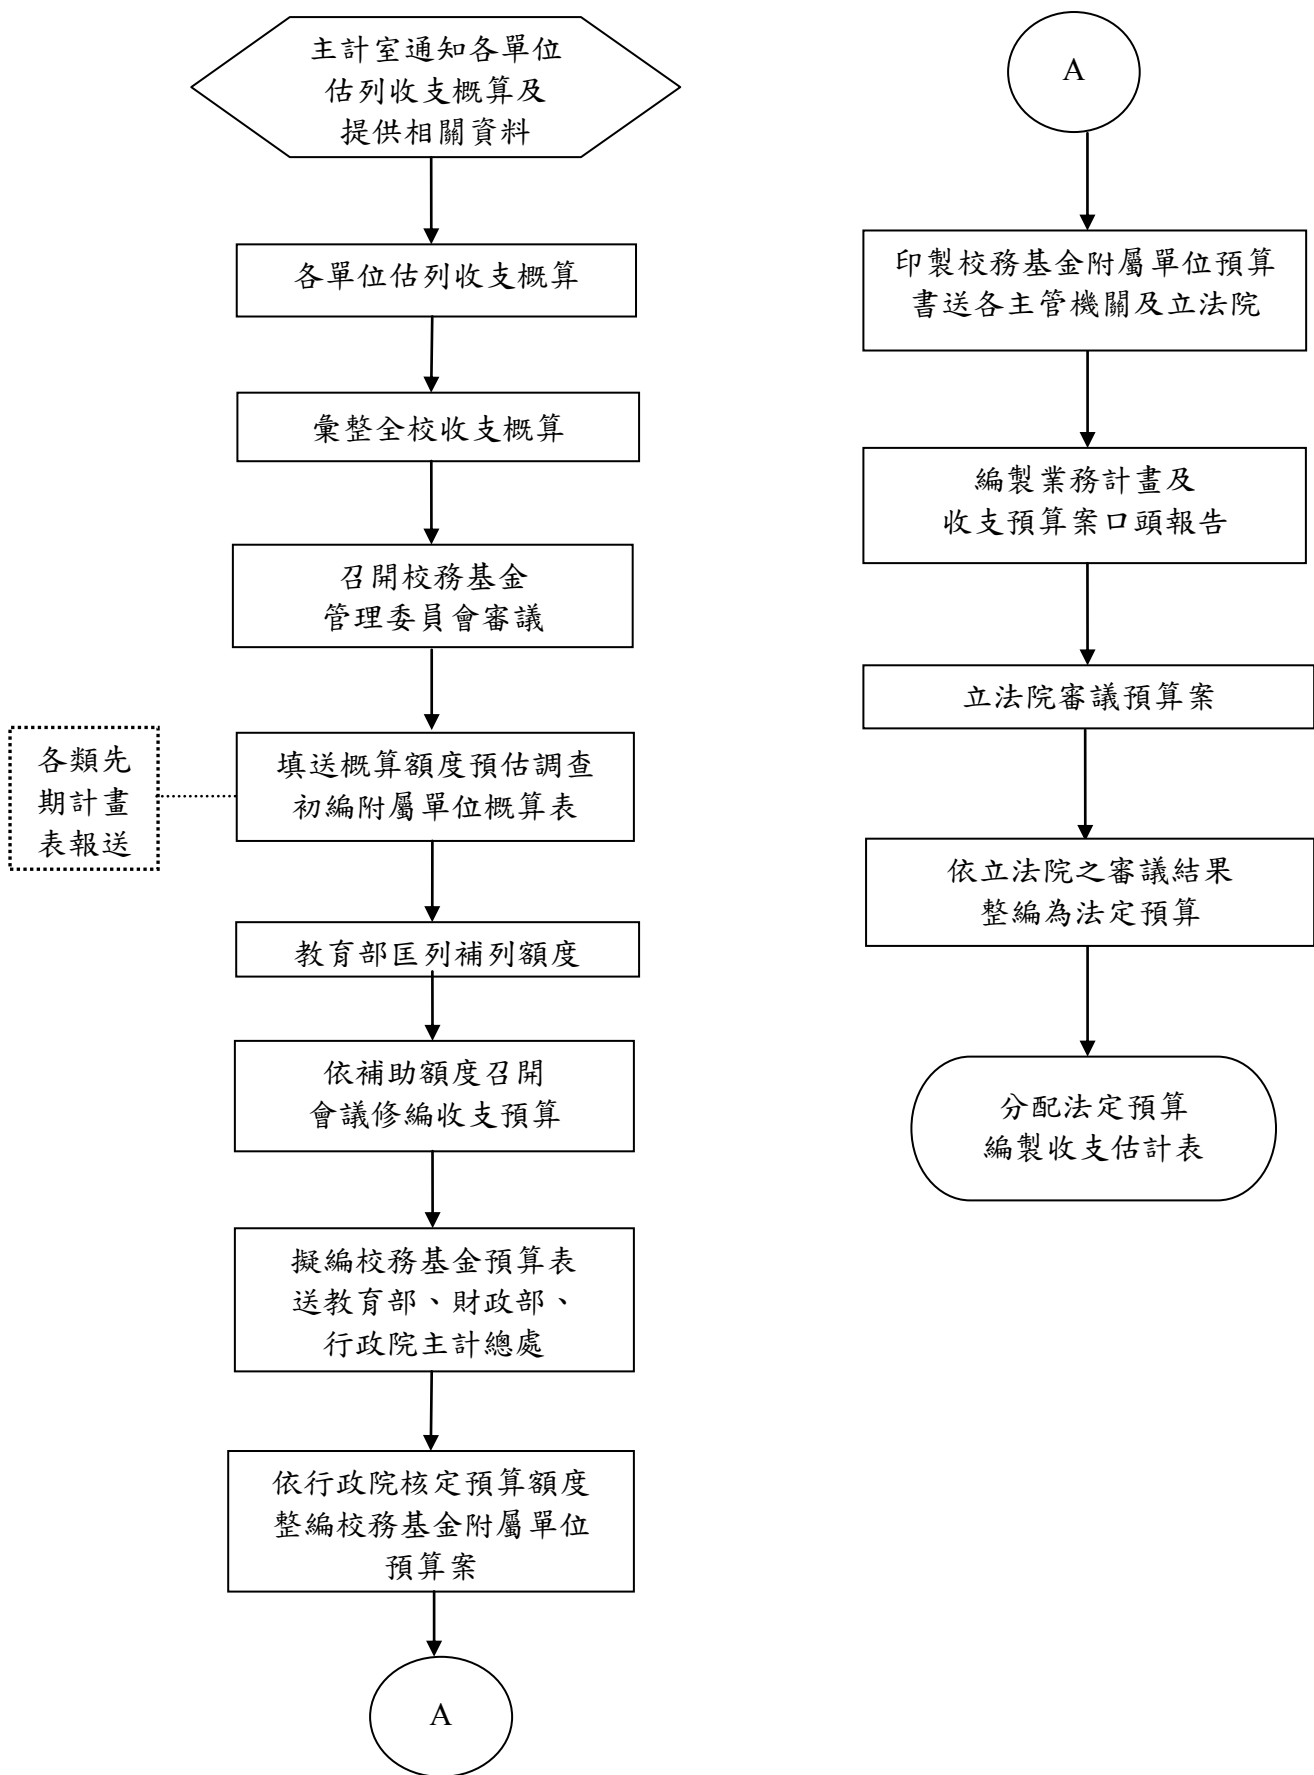 主計室通知各單位
估列收支概算及
提供相關資料
各單位估列收支概算
彙整全校收支概算
召開校務基金
管理委員會審議
各類先
期計畫
表報送
填送概算額度預估調查
初編附屬單位概算表
教育部匡列補列額度
依補助額度召開
會議修編收支預算
擬編校務基金預算表
送教育部、財政部、
行政院主計總處
依行政院核定預算額度
整編校務基金附屬單位
預算案
A
A
印製校務基金附屬單位預算
書送各主管機關及立法院
編製業務計畫及
收支預算案口頭報告
立法院審議預算案
依立法院之審議結果
整編為法定預算
分配法定預算
編製收支估計表